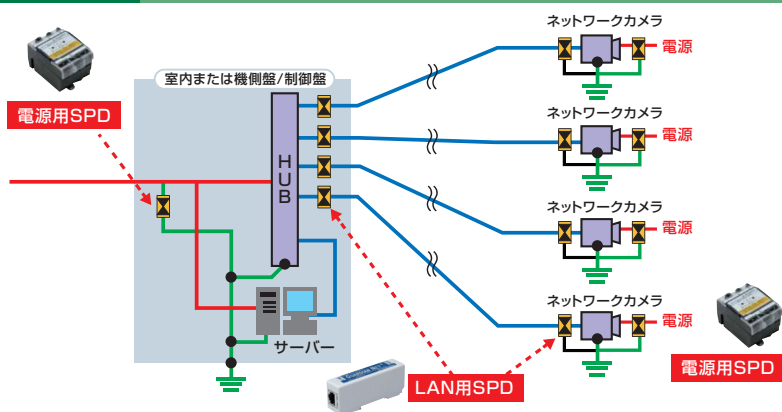 ネットワークカメラ
電源
室内または機側盤/制御盤
電源用SPD
HUB
ネットワークカメラ
電源
ネットワークカメラ
電源
ネットワークカメラ
電源
サーバー
電源用SPD
LAN用SPD